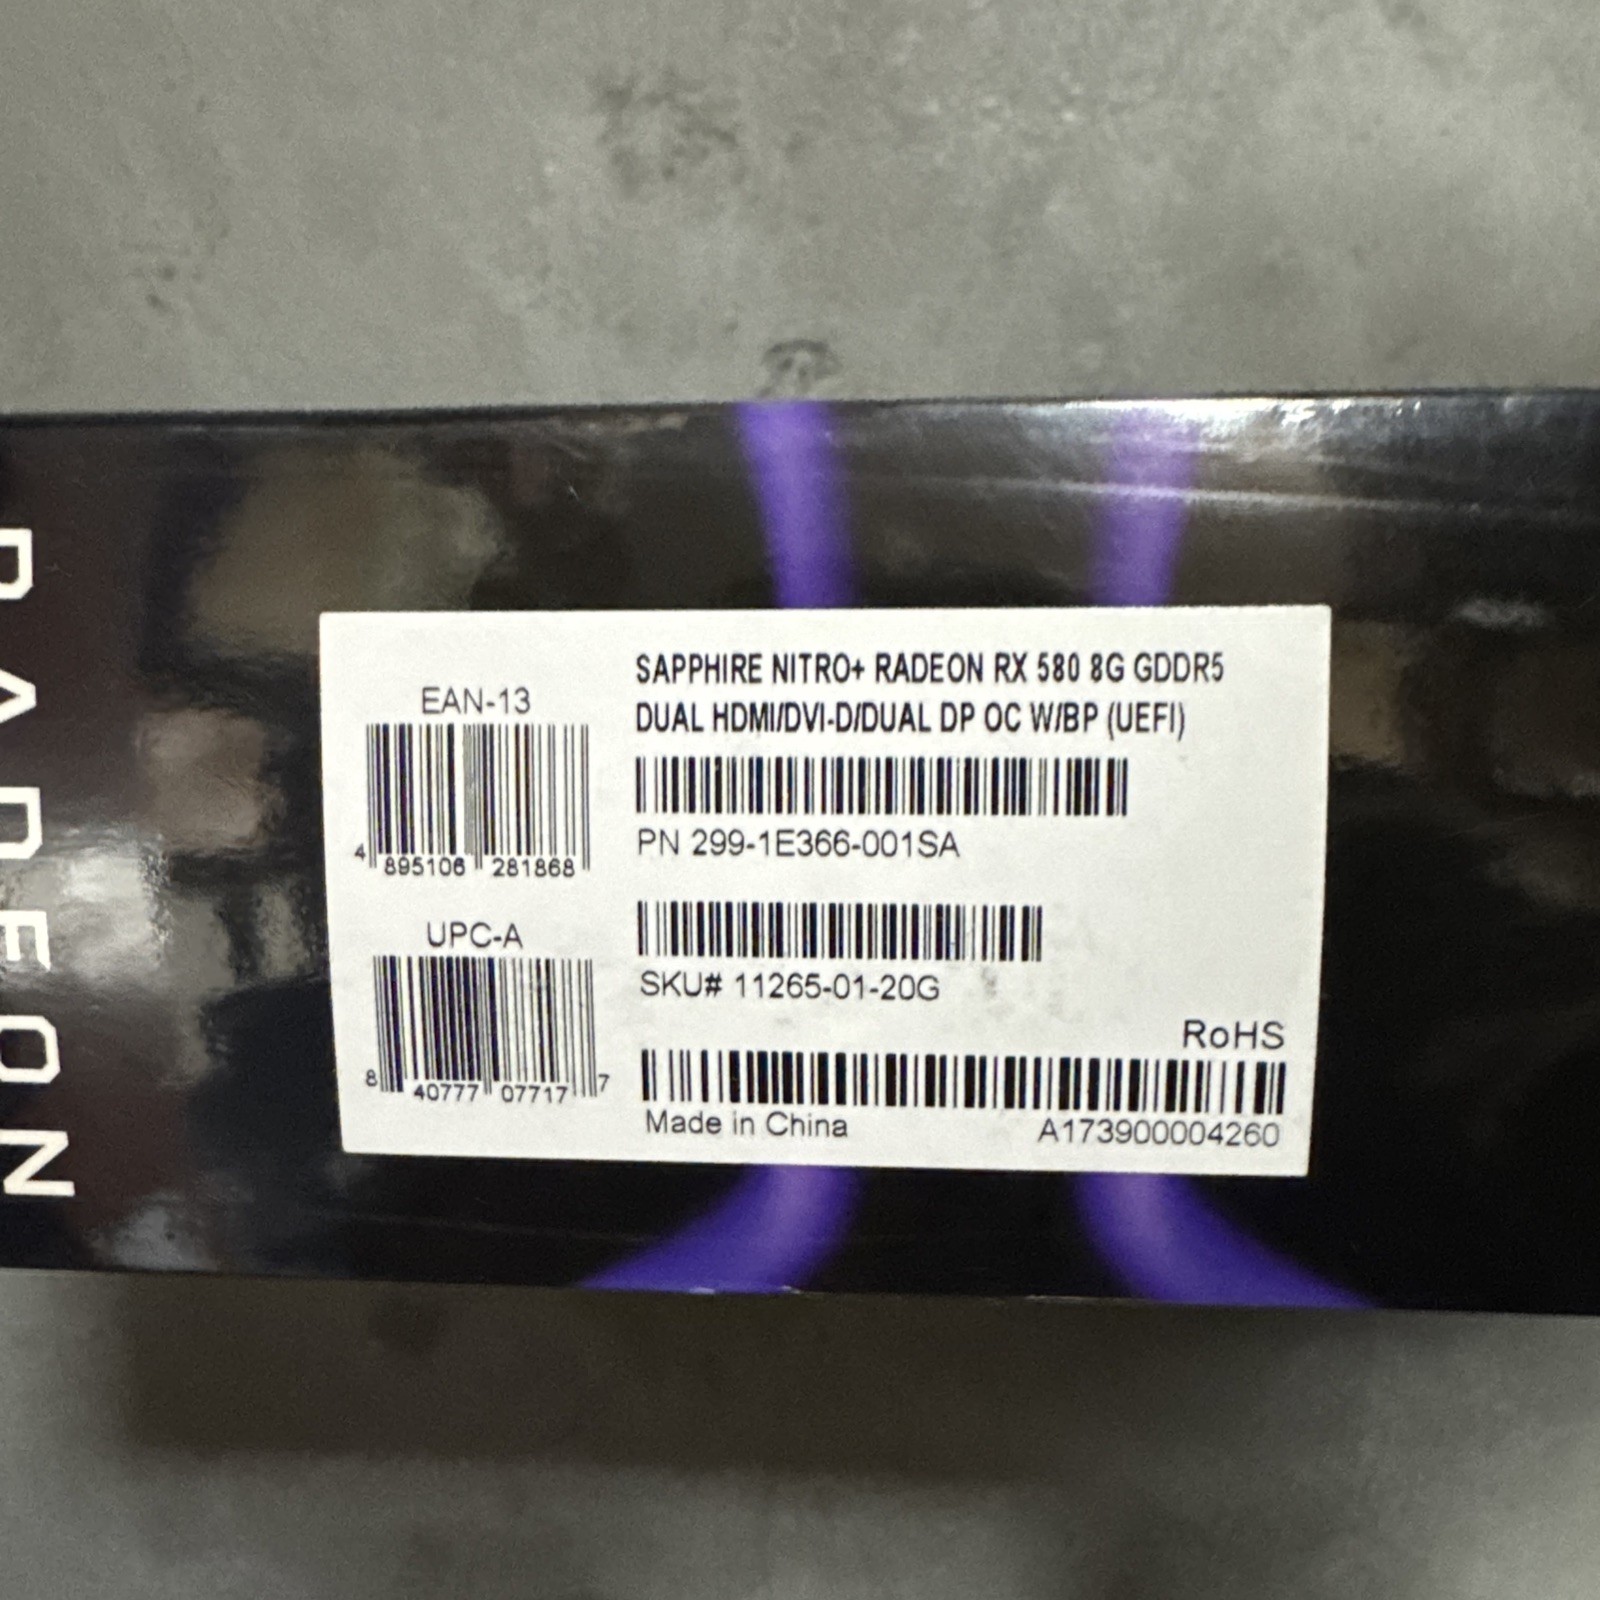 RADEON
EAN-13
4 895106 281868
UPC-A
8 40777 07717 7
SAPPHIRE NITRO+ RADEON RX 580 8G GDDR5
DUAL HDMI/DVI-D/DUAL DP OC W/BP (UEFI)
PN 299-1E366-001SA
SKU# 11265-01-20G
RoHS
Made in China
A173900004260